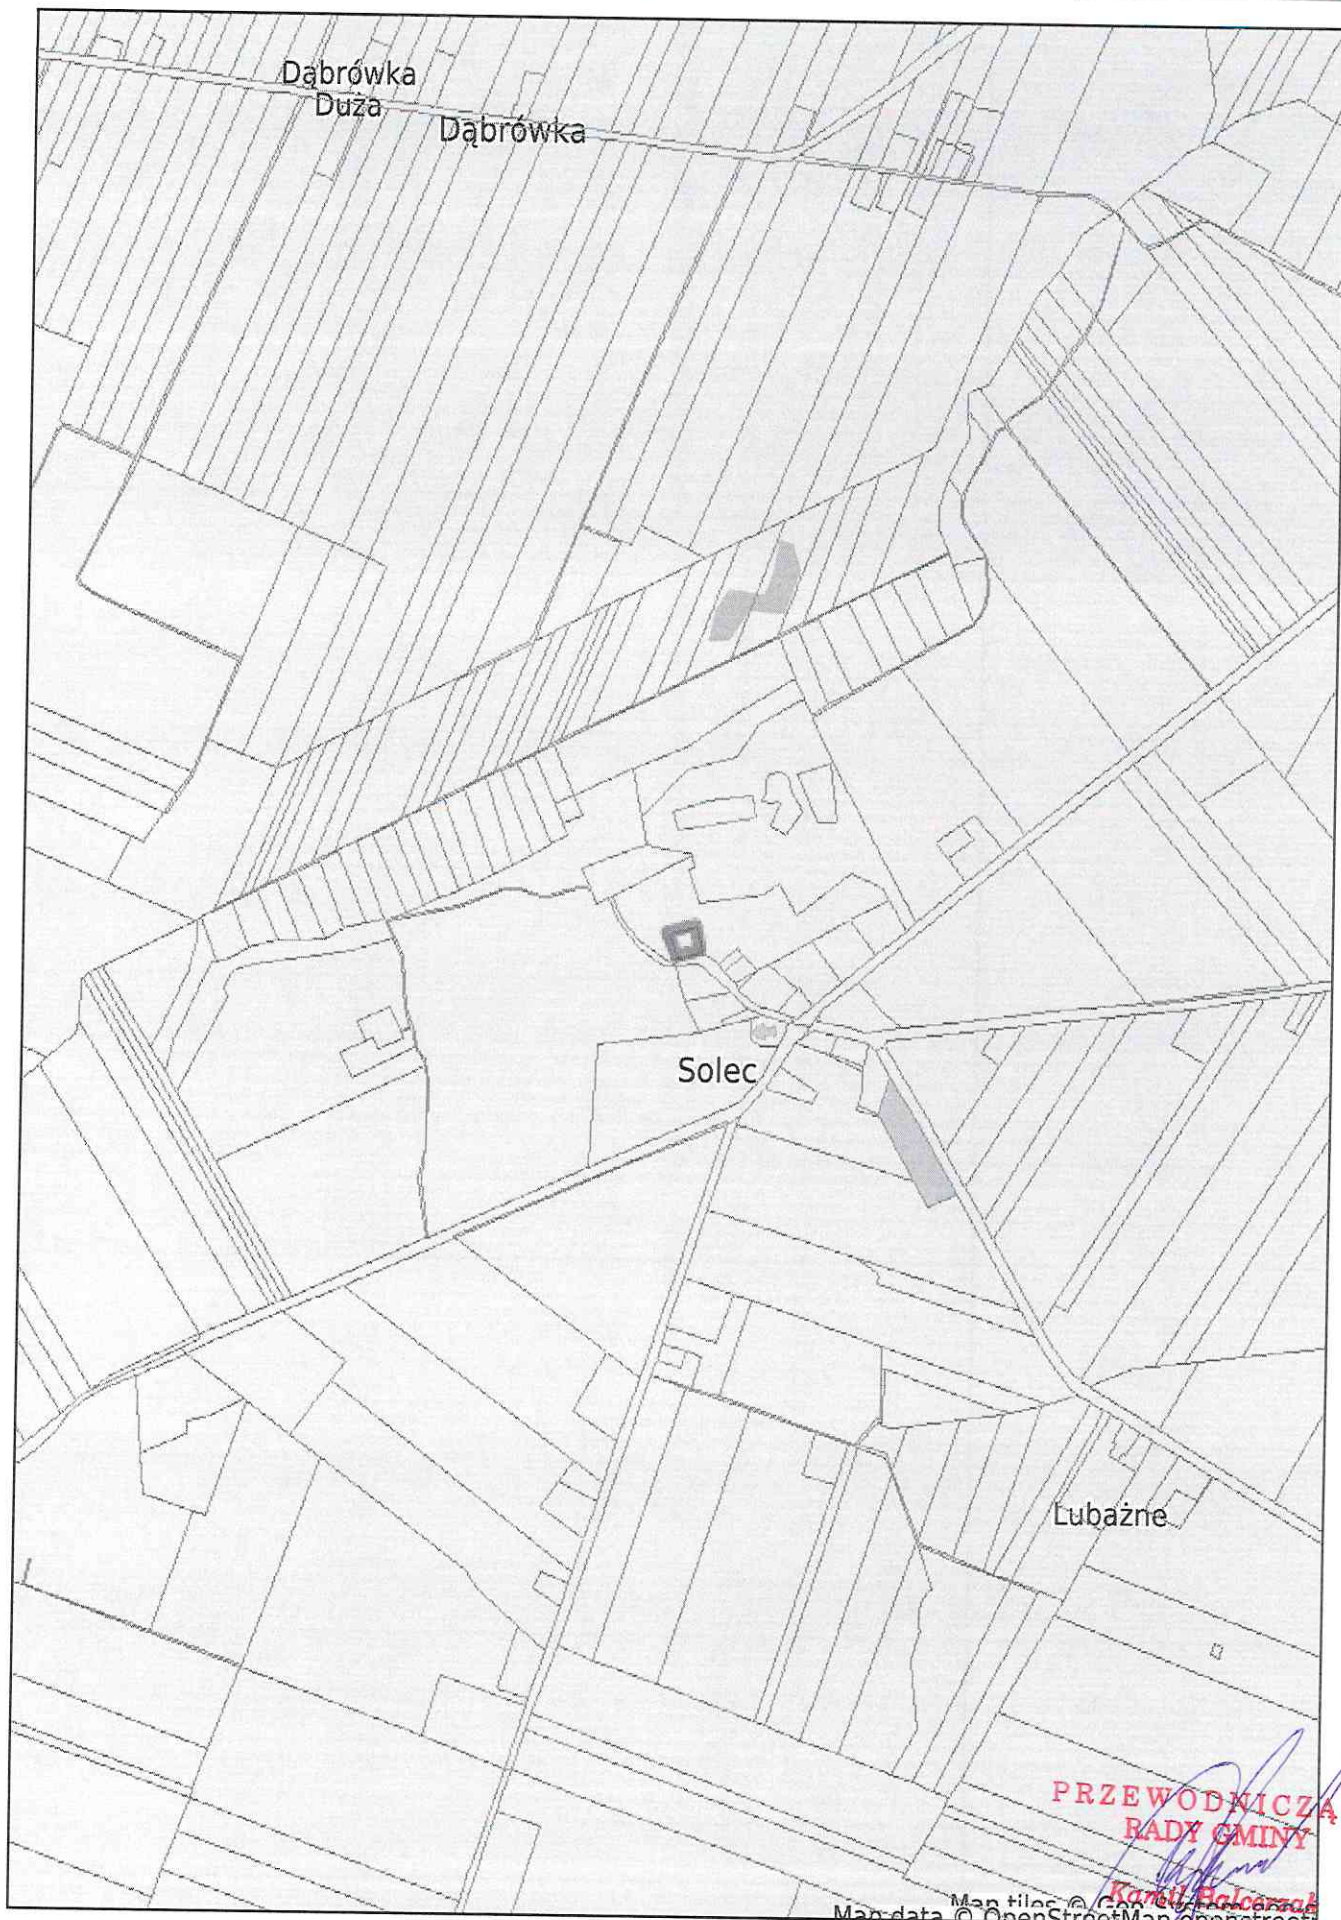 Dąbrówka
Duża
Dąbrówka
Solec
Lubażne
PRZEWODNICZĄ
RADY GMINY
Kamil Balcerzak
Map tiles ©
Map data © OpenStreetMap